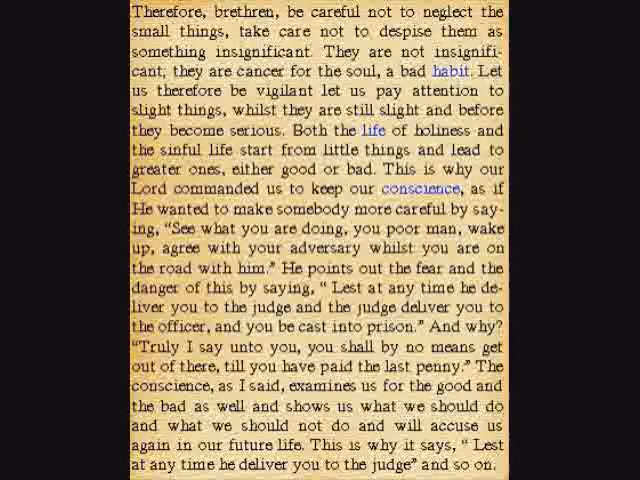 Therefore, brethren, be careful not to neglect the
small things, take care not to despise them as
something insignificant. They are not insignifi-
cant; they are cancer for the soul, a bad habit. Let
us therefore be vigilant let us pay attention to
slight things, whilst they are still slight and before
they become serious. Both the life of holiness and
the sinful life start from little things and lead to
greater ones, either good or bad. This is why our
Lord commanded us to keep our conscience, as if
He wanted to make somebody more careful by say-
ing, “See what you are doing, you poor man, wake
up, agree with your adversary whilst you are on
the road with him.” He points out the fear and the
danger of this by saying, “ Lest at any time he de-
liver you to the judge and the judge deliver you to
the officer, and you be cast into prison.” And why?
“Truly I say unto you, you shall by no means get
out of there, till you have paid the last penny.” The
conscience, as I said, examines us for the good and
the bad as well and shows us what we should do
and what we should not do and will accuse us
again in our future life. This is why it says, “ Lest
at any time he deliver you to the judge” and so on.